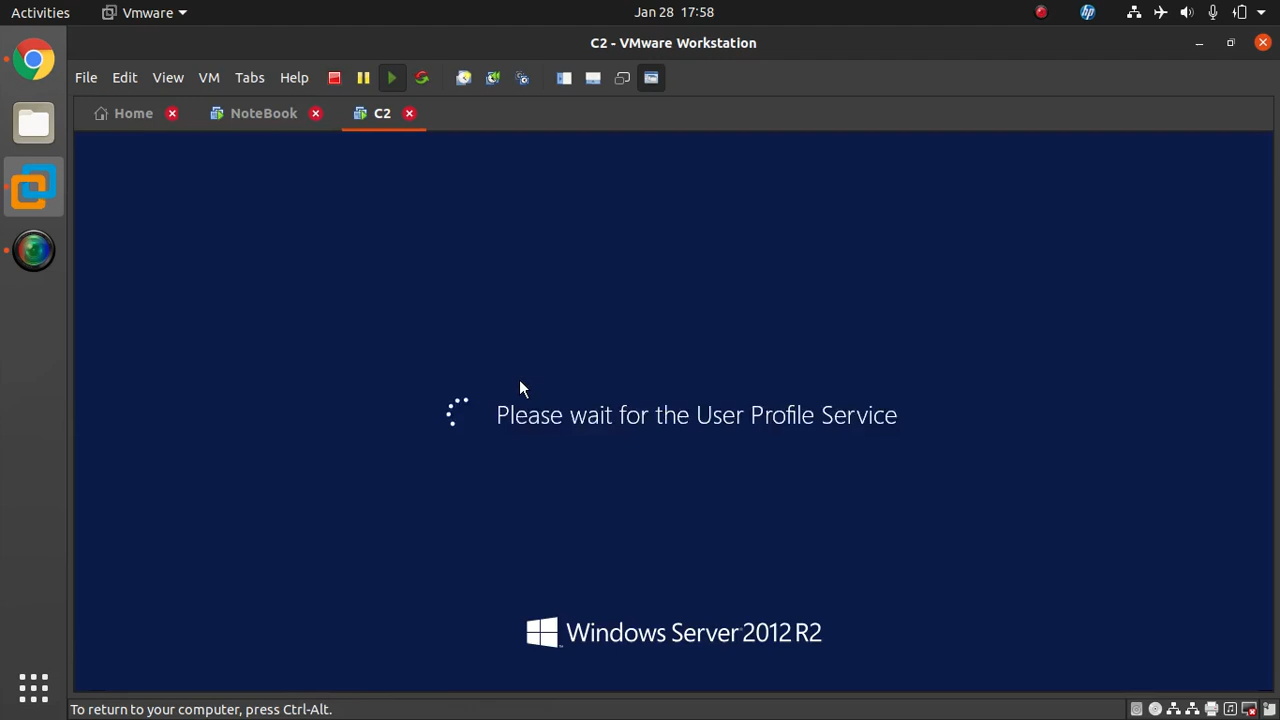 Activities
Vmware
Jan 28 17:58
C2 - VMware Workstation
File Edit View VM Tabs Help
Home NoteBook C2
Please wait for the User Profile Service
Windows Server 2012 R2
To return to your computer, press Ctrl-Alt.